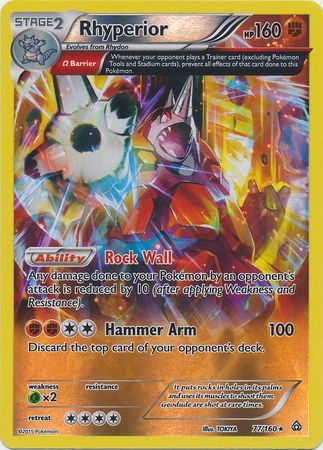 STAGE2
Rhyperior
HP160
Evolves from Rhydon
Ω Barrier
Whenever your opponent plays a Trainer card (excluding Pokémon
Tools and Stadium cards), prevent all effects of that card done to this
Pokémon.
Ability
Rock Wall
Any damage done to your Pokémon by an opponent's
attack is reduced by 10 (after applying Weakness and
Resistance).
Hammer Arm 100
Discard the top card of your opponent's deck.
weakness
resistance
×2
retreat
It puts rocks in holes in its palms
and uses its muscles to shoot them.
Geodude are shot at rare times.
©2015 Pokémon
Illus. TOKIYA
77/160★